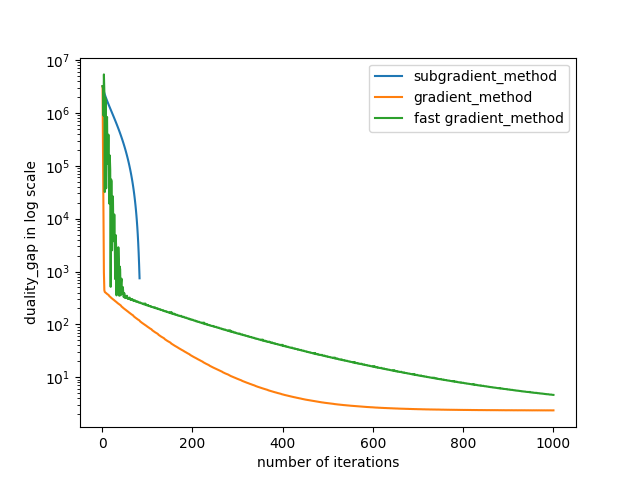 10^7
10^6
10^5
10^4
10^3
10^2
10^1
duality_gap in log scale
subgradient_method
gradient_method
fast gradient_method
0 200 400 600 800 1000
number of iterations